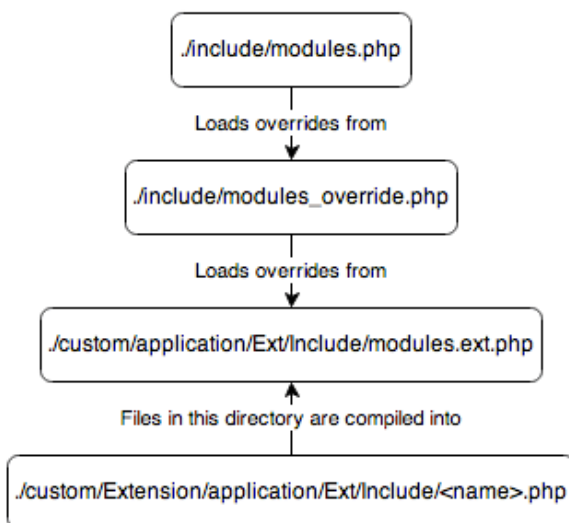 ./include/modules.php
Loads overrides from
./include/modules_override.php
Loads overrides from
./custom/application/Ext/Include/modules.ext.php
Files in this directory are compiled into
./custom/Extension/application/Ext/Include/<name>.php